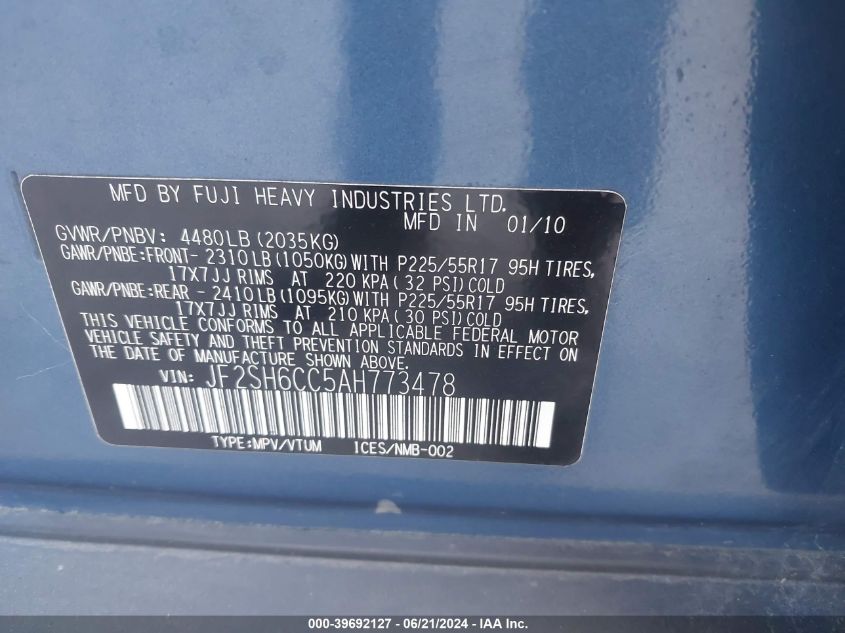 MFD BY FUJI HEAVY INDUSTRIES LTD.
MFD IN 01/10
GVWR/PNBV: 4480LB(2035KG)
GAWR/PNBE:FRONT- 2310LB(1050KG)WITH P225/55R17 95H TIRES,
17X7JJ RIMS AT 220 KPA(32 PSI)COLD
GAWR/PNBE:REAR - 2410LB(1095KG)WITH P225/55R17 95H TIRES,
17X7JJ RIMS AT 210 KPA(30 PSI)COLD
THIS VEHICLE CONFORMS TO ALL APPLICABLE FEDERAL MOTOR
VEHICLE SAFETY AND THEFT PREVENTION STANDARDS IN EFFECT ON
THE DATE OF MANUFACTURE SHOWN ABOVE.
VIN: JF2SH6CC5AH773478
TYPE:MPV/VTUM ICES/NMB-002
000-39692127 - 06/21/2024 - IAA Inc.